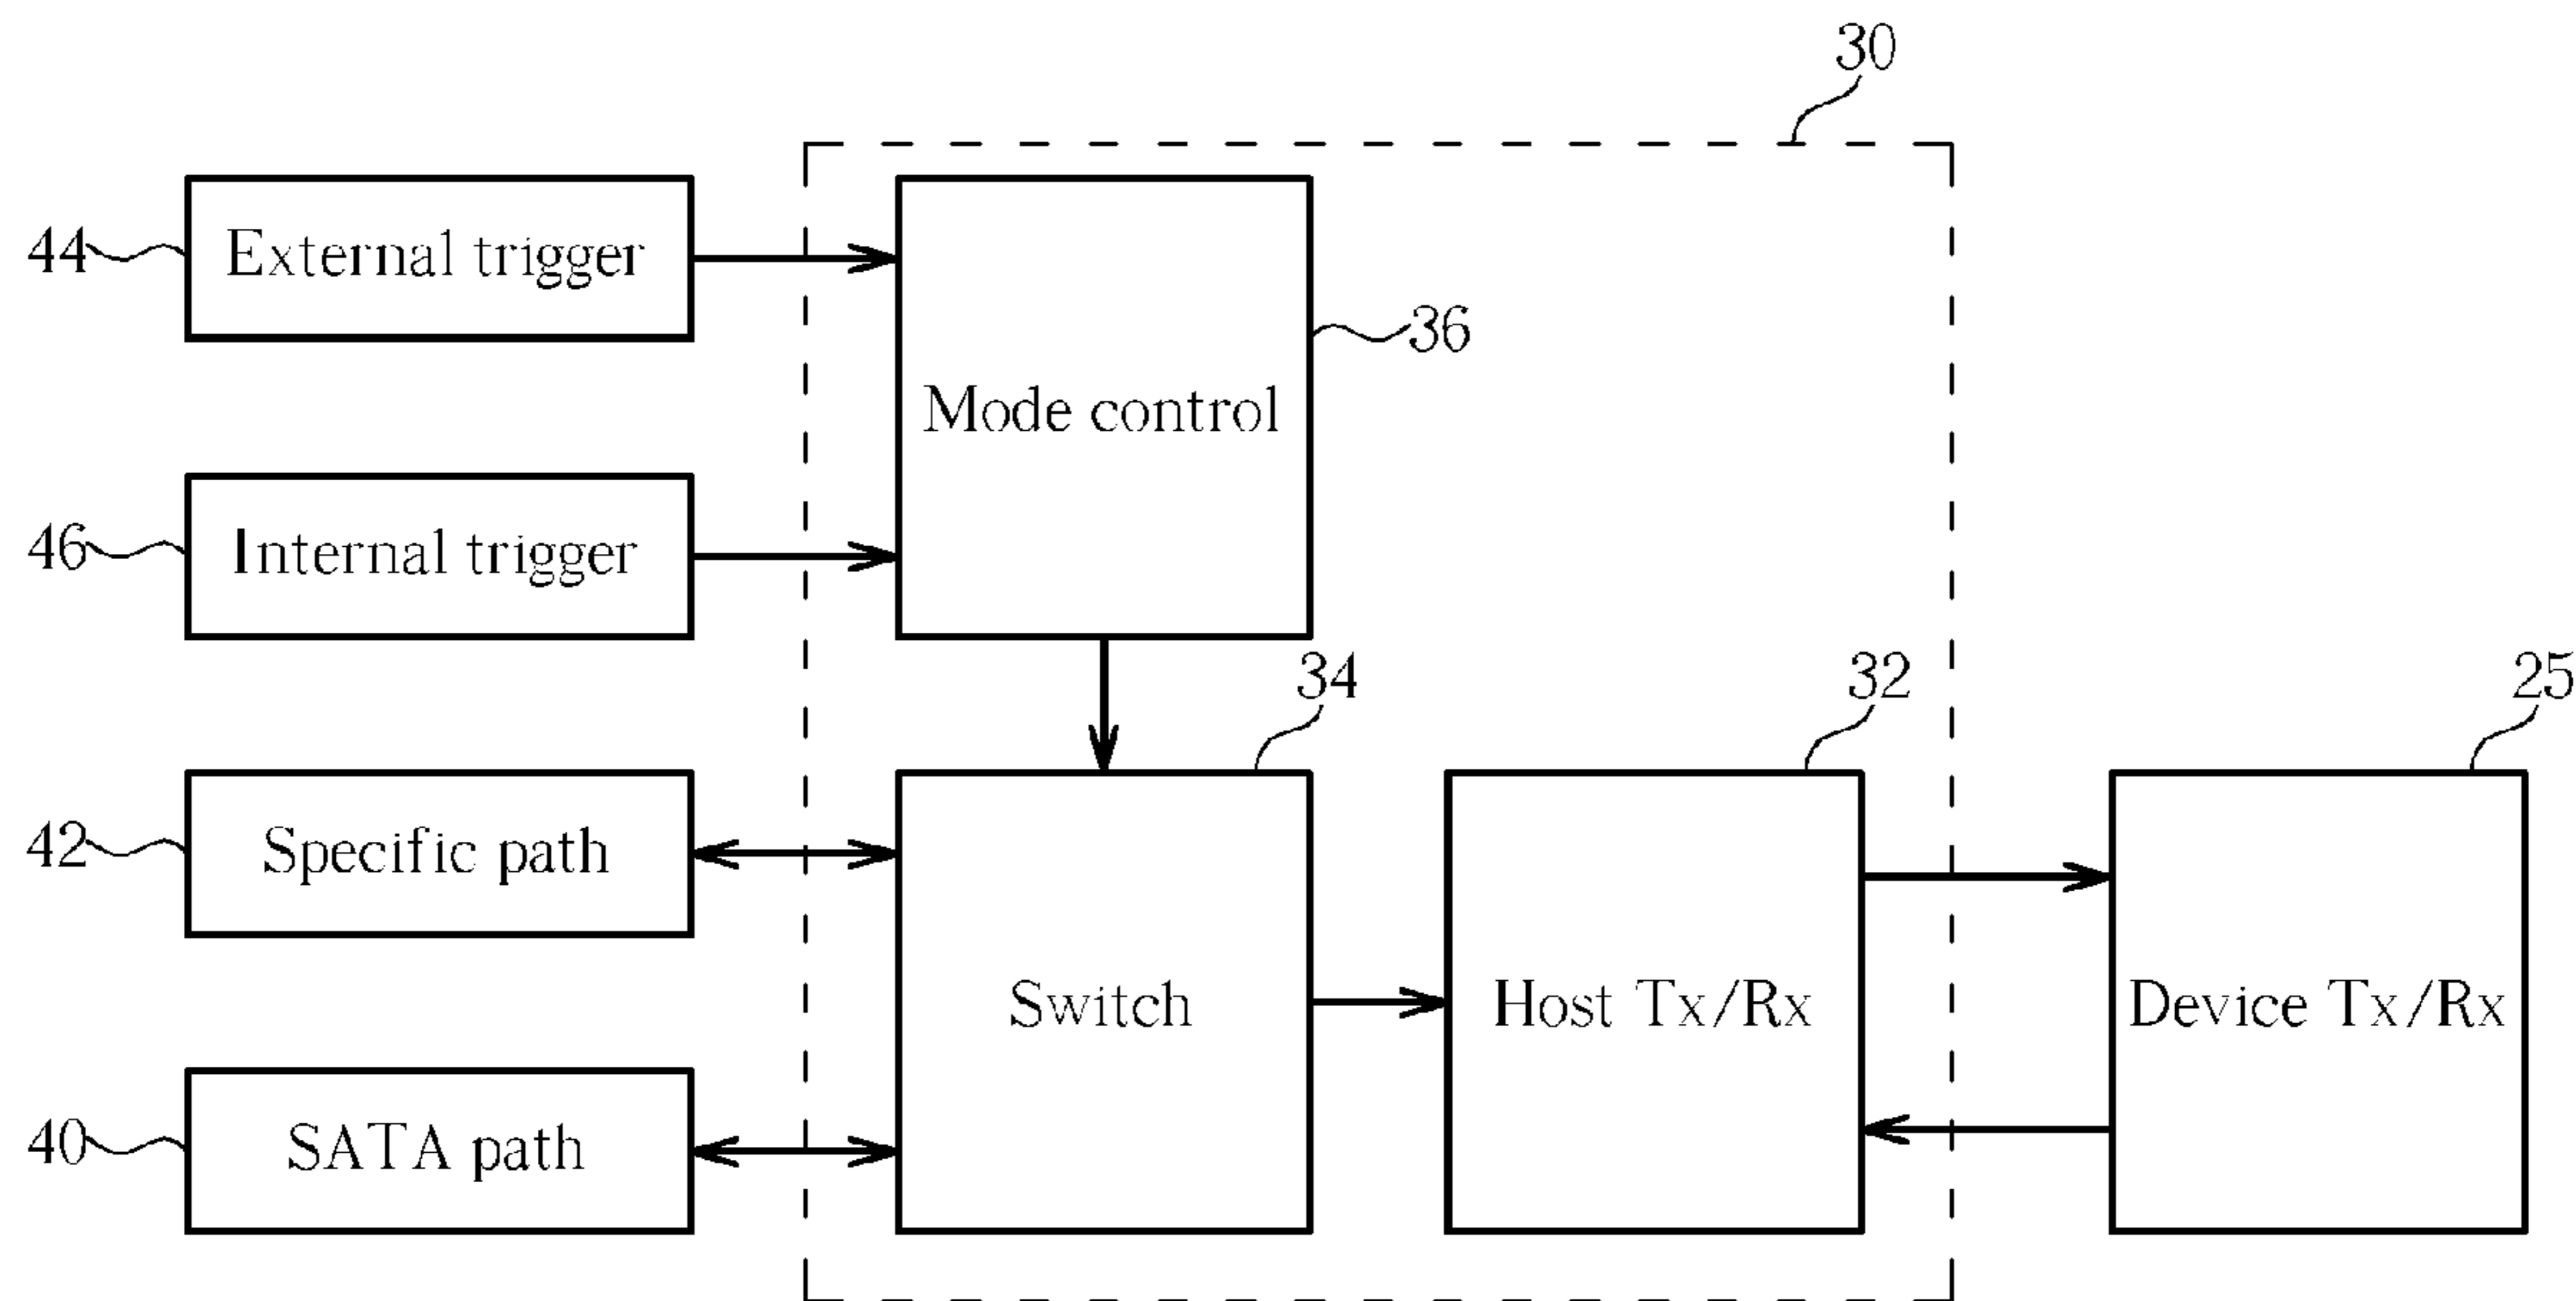 30
44 External trigger
Mode control
36
46 Internal trigger
34
32
25
42 Specific path
Switch
Host Tx/Rx
Device Tx/Rx
40 SATA path